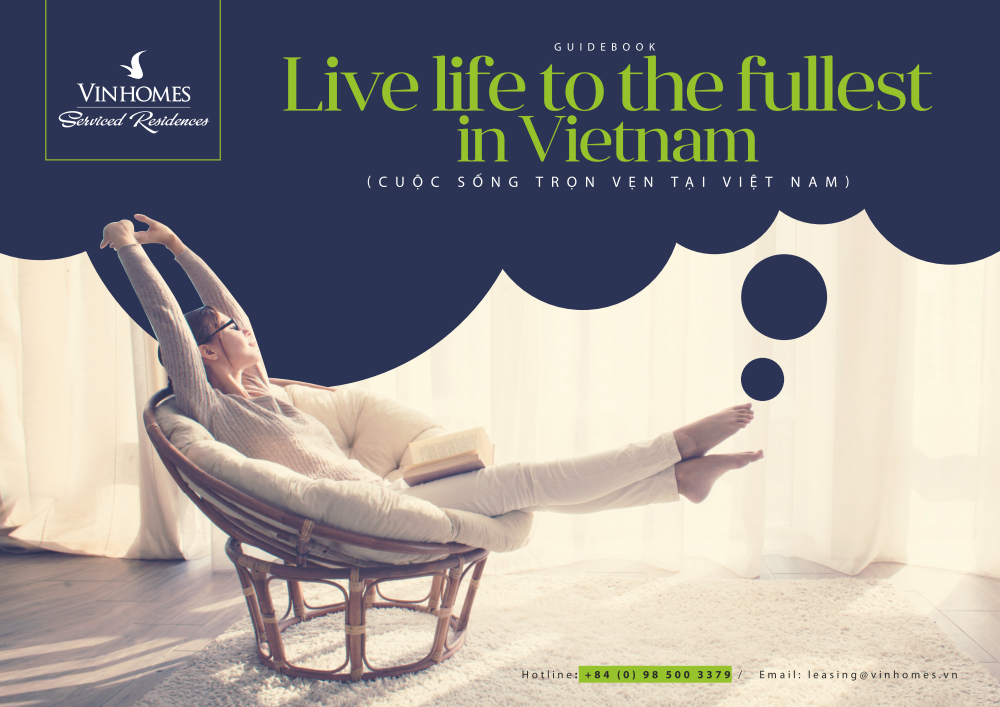 VINHOMES
Serviced Residences
GUIDEBOOK
Live life to the fullest
in Vietnam
(CUỘC SỐNG TRỌN VẸN TẠI VIỆT NAM)
Hotline: +84 (0) 98 500 3379 / Email: leasing@vinhomes.vn